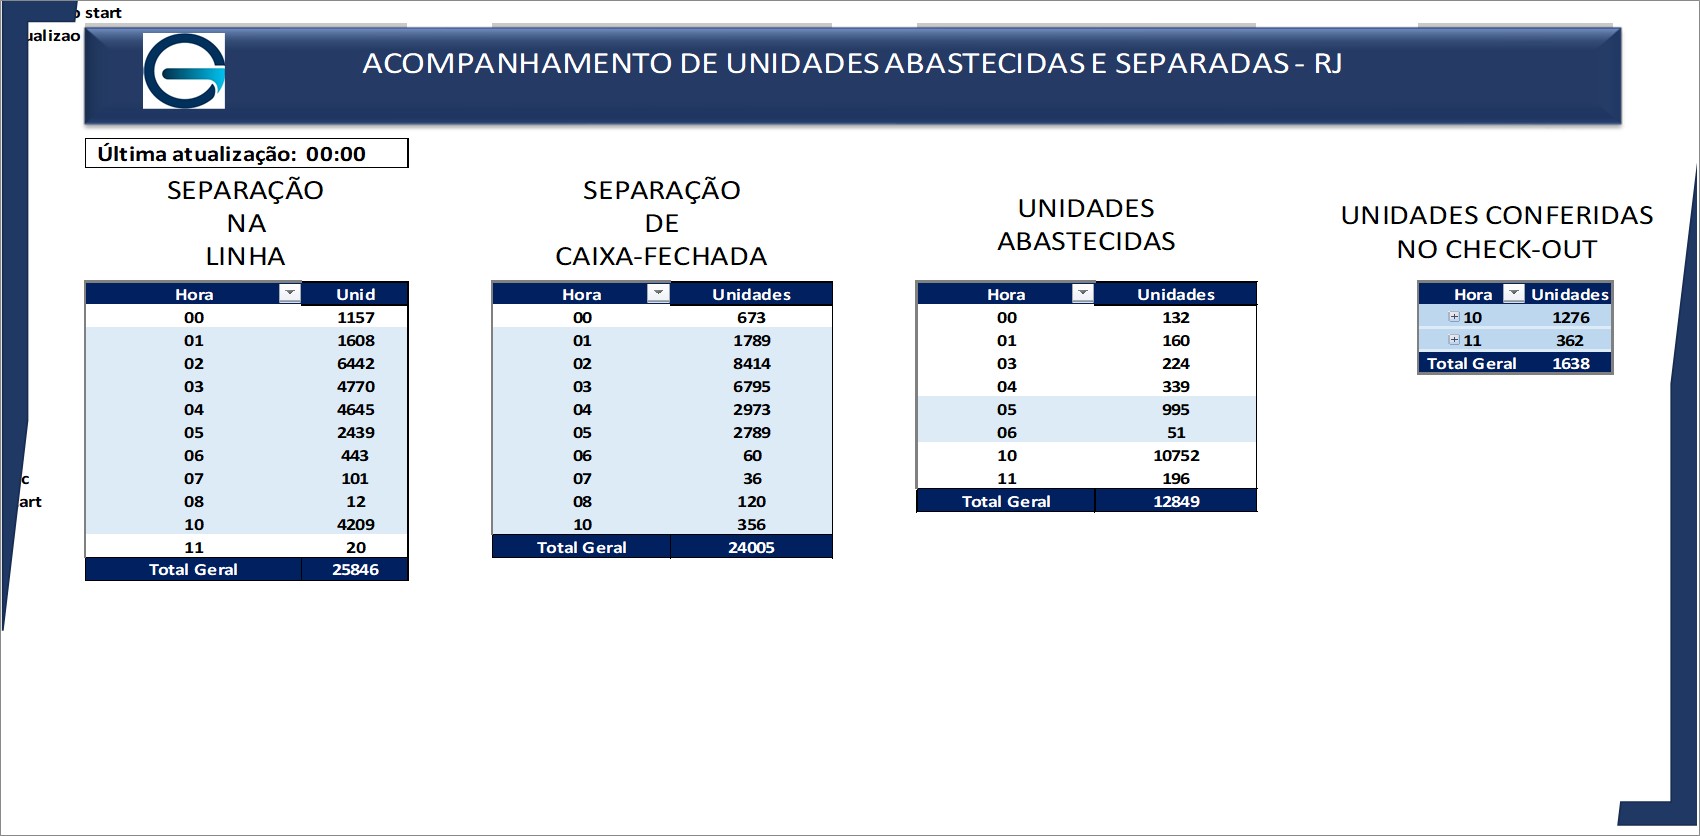 start
ualizao
ACOMPANHAMENTO DE UNIDADES ABASTECIDAS E SEPARADAS - RJ
Última atualização: 00:00
SEPARAÇÃO
NA
LINHA
Hora Unid
00 1157
01 1608
02 6442
03 4770
04 4645
05 2439
06 443
07 101
08 12
10 4209
11 20
Total Geral 25846
SEPARAÇÃO
DE
CAIXA-FECHADA
Hora Unidades
00 673
01 1789
02 8414
03 6795
04 2973
05 2789
06 60
07 36
08 120
10 356
Total Geral 24005
UNIDADES
ABASTECIDAS
Hora Unidades
00 132
01 160
03 224
04 339
05 995
06 51
10 10752
11 196
Total Geral 12849
UNIDADES CONFERIDAS
NO CHECK-OUT
Hora Unidades
10 1276
11 362
Total Geral 1638
c
art